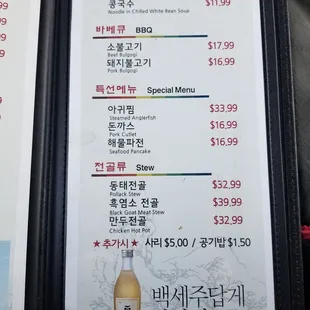 99
콩국수 $11.99
Noodle in Chilled White Bean Soup
바베큐 BBQ
소불고기 $17.99
Beef Bulgogi
돼지불고기 $16.99
Pork Bulgogi
특선메뉴 Special Menu
아귀찜 $33.99
Steamed Anglerfish
돈까스 $16.99
Pork Cutlet
해물파전 $16.99
Seafood Pancake
전골류 Stew
동태전골 $32.99
Pollack Stew
흑염소 전골 $39.99
Black Goat Meat Stew
만두전골 $32.99
Chicken Hot Pot
★추가시★ 사리 $5.00 / 공기밥 $1.50
백세주답게